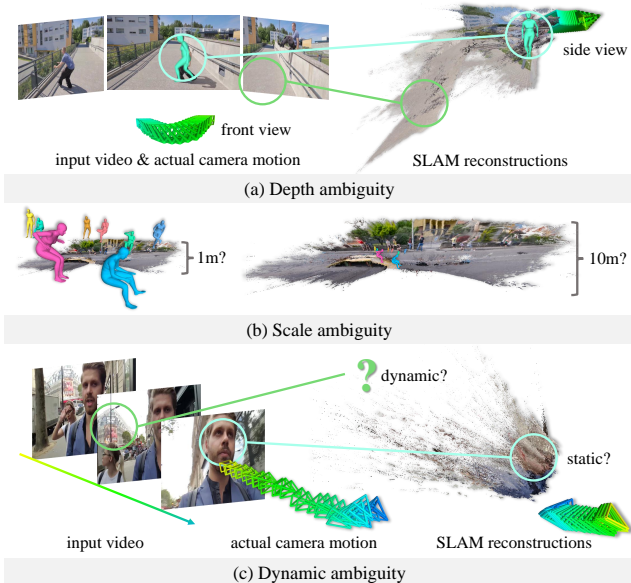 side view
front view
input video & actual camera motion
SLAM reconstructions
(a) Depth ambiguity
1m?
10m?
(b) Scale ambiguity
? dynamic?
static?
input video
actual camera motion
SLAM reconstructions
(c) Dynamic ambiguity